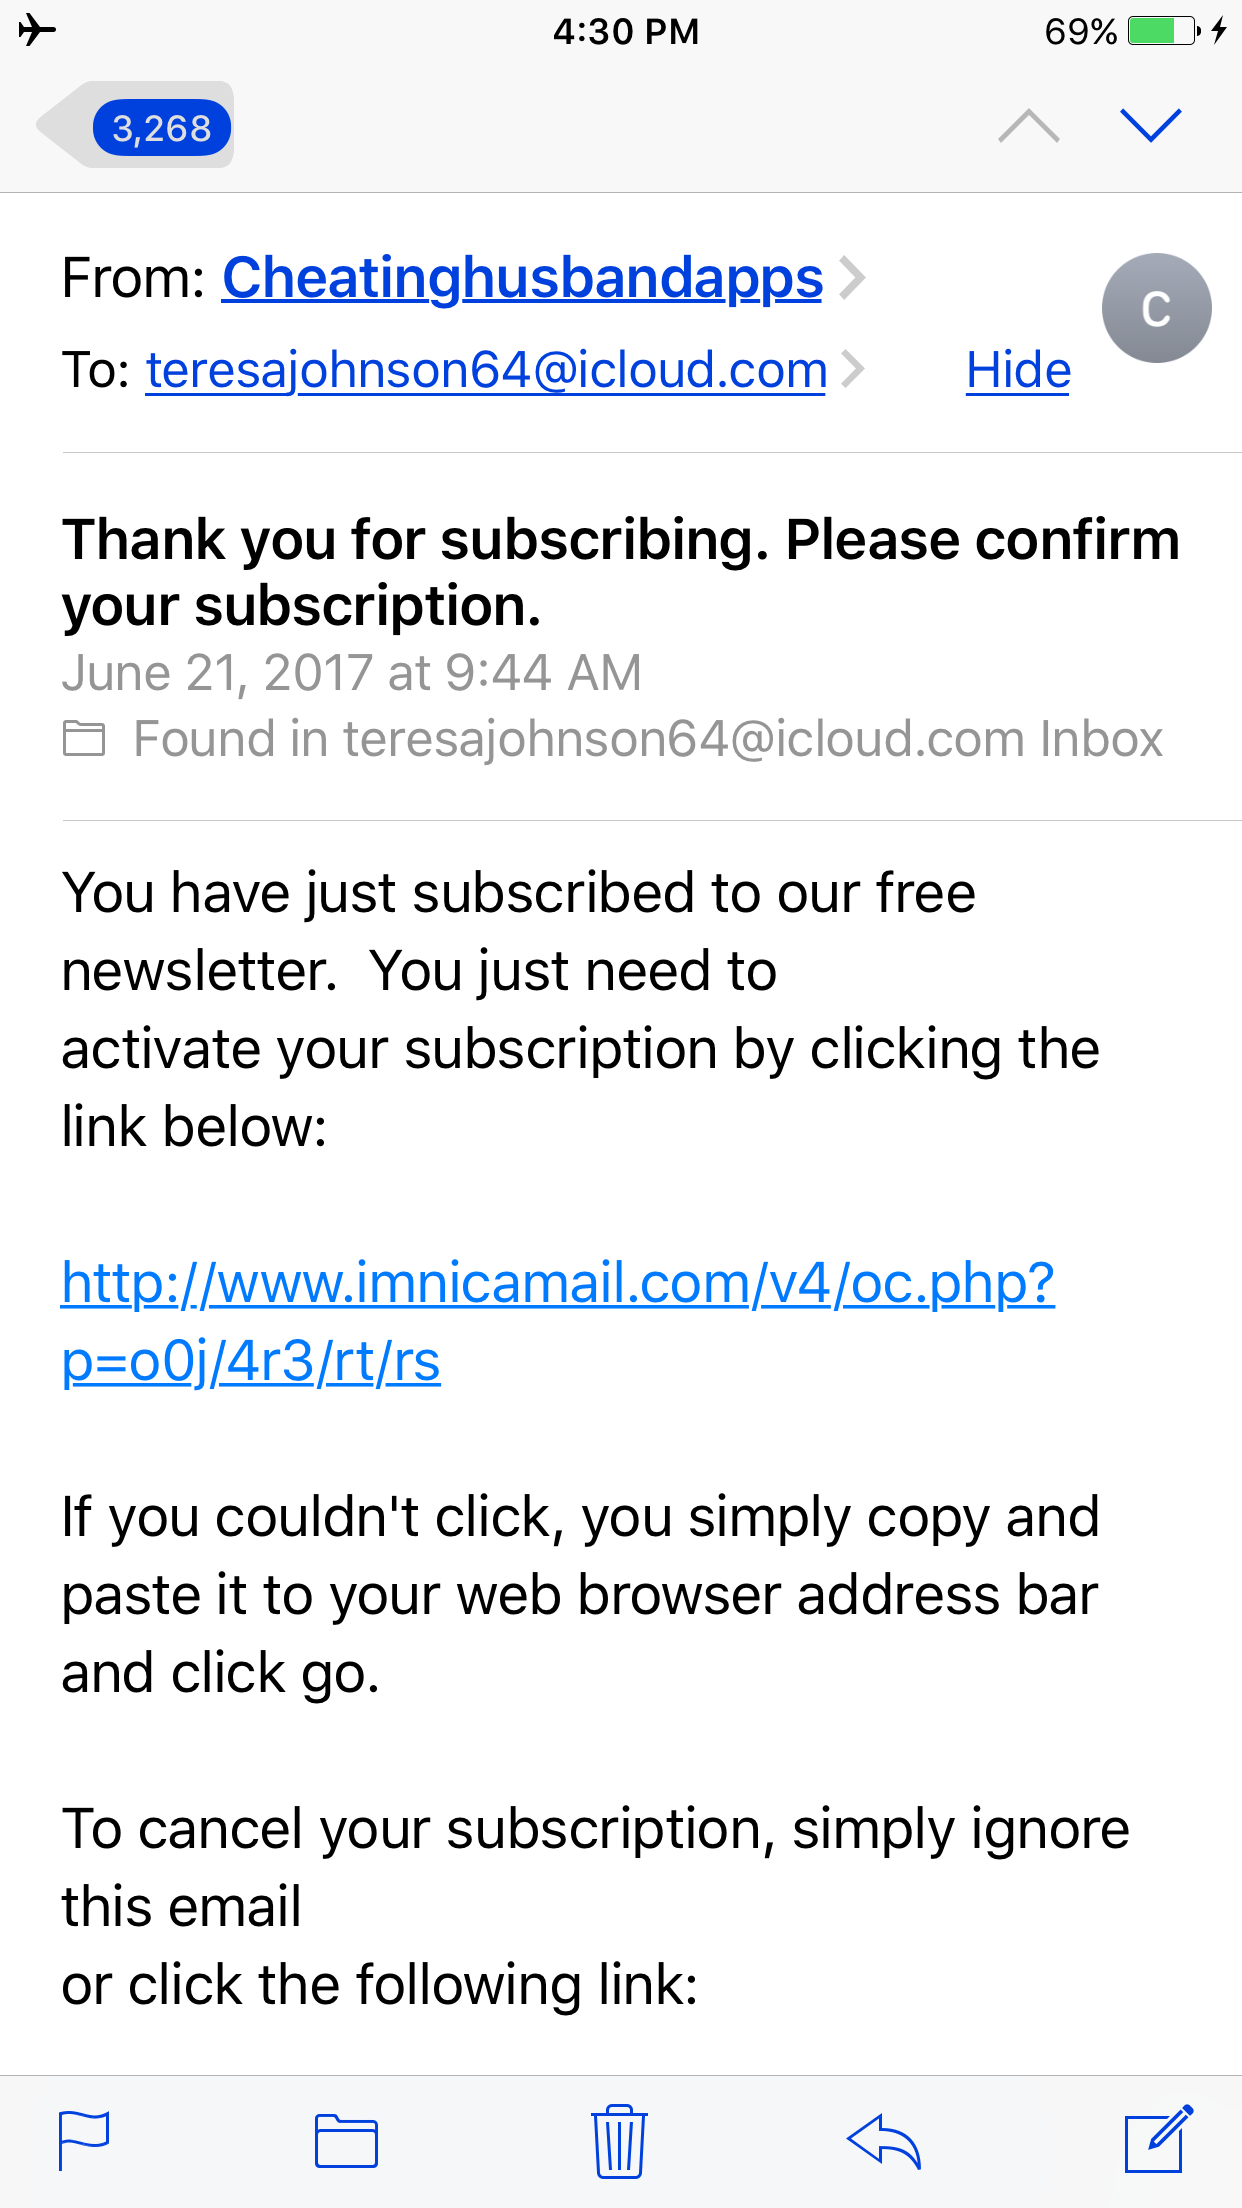 4:30 PM
69%
3,268
From: Cheatinghusbandapps
C
To: teresajohnson64@icloud.com
Hide
Thank you for subscribing. Please confirm
your subscription.
June 21, 2017 at 9:44 AM
Found in teresajohnson64@icloud.com Inbox
You have just subscribed to our free
newsletter.  You just need to
activate your subscription by clicking the
link below:
http://www.imnicamail.com/v4/oc.php?
p=o0j/4r3/rt/rs
If you couldn't click, you simply copy and
paste it to your web browser address bar
and click go.
To cancel your subscription, simply ignore
this email
or click the following link: